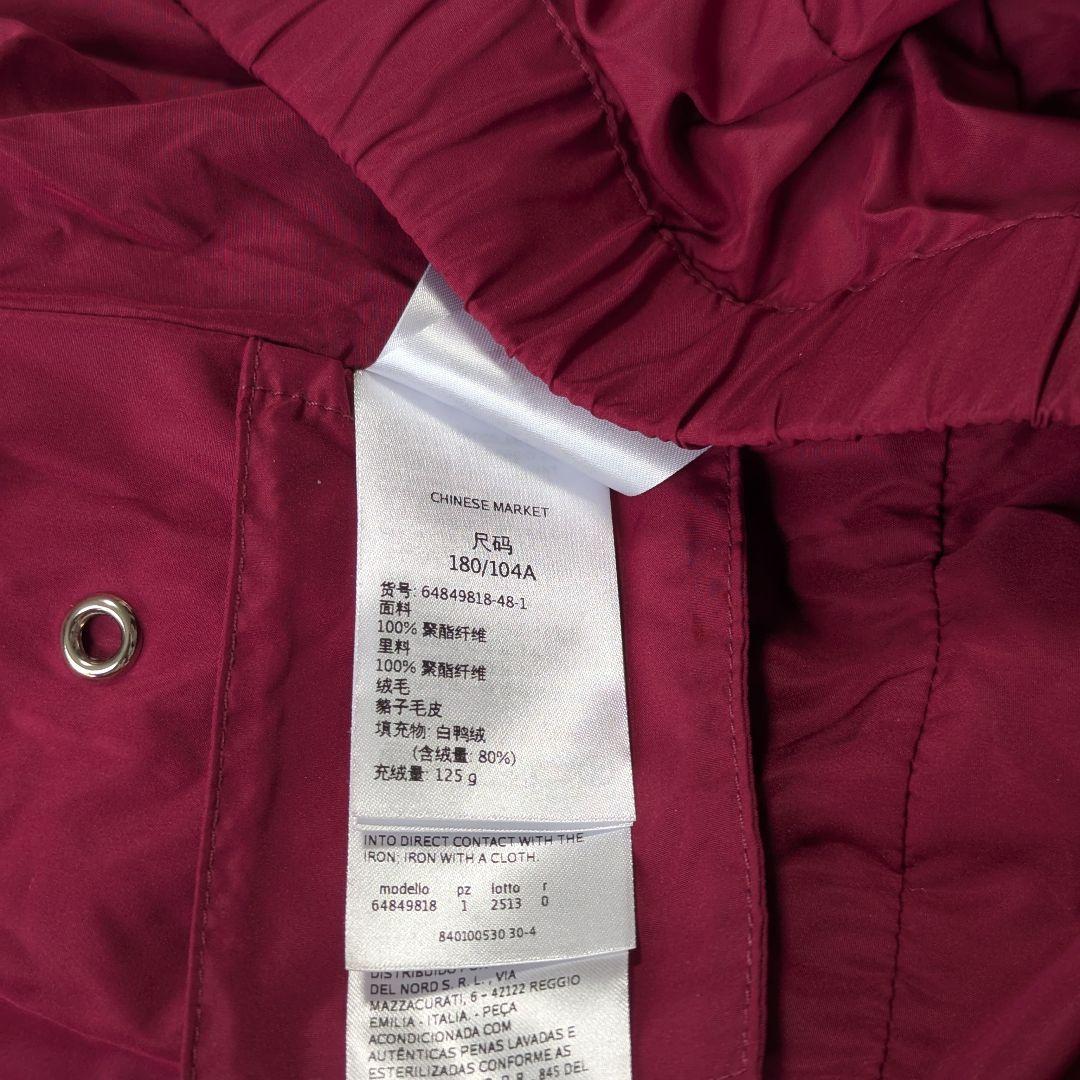 CHINESE MARKET
尺码
180/104A
货号: 64849818-48-1
面料
100% 聚酯纤维
里料
100% 聚酯纤维
绒毛
貉子毛皮
填充物: 白鸭绒
(含绒量: 80%)
充绒量: 125 g
INTO DIRECT CONTACT WITH THE
IRON: IRON WITH A CLOTH.
modello pz lotto r
64849818 1 2513 0
840100530 30-4
DEL NORD S. R. L. , VIA
MAZZACURATI, 6 - 42122 REGGIO
EMILIA - ITALIA. - PEÇA
ACONDICIONADA COM
AUTÊNTICAS PENAS LAVADAS E
ESTERILIZADAS CONFORME AS
845 DEL